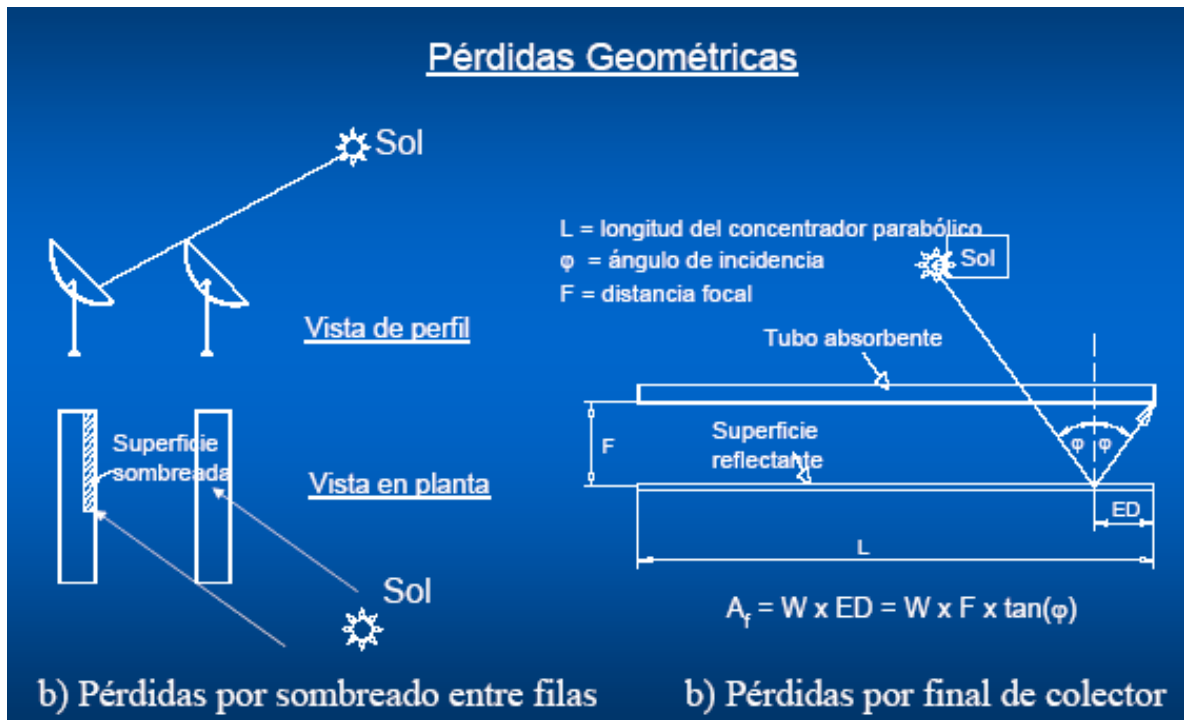 Pérdidas Geométricas
Sol
L = longitud del concentrador parabólico
φ = ángulo de incidencia
F = distancia focal
Sol
Vista de perfil
Tubo absorbente
Superficie
sombreada
Vista en planta
Sol
F
Superficie
reflectante
φ φ
ED
L
A_f = W x ED = W x F x tan(φ)
b) Pérdidas por sombreado entre filas
b) Pérdidas por final de colector